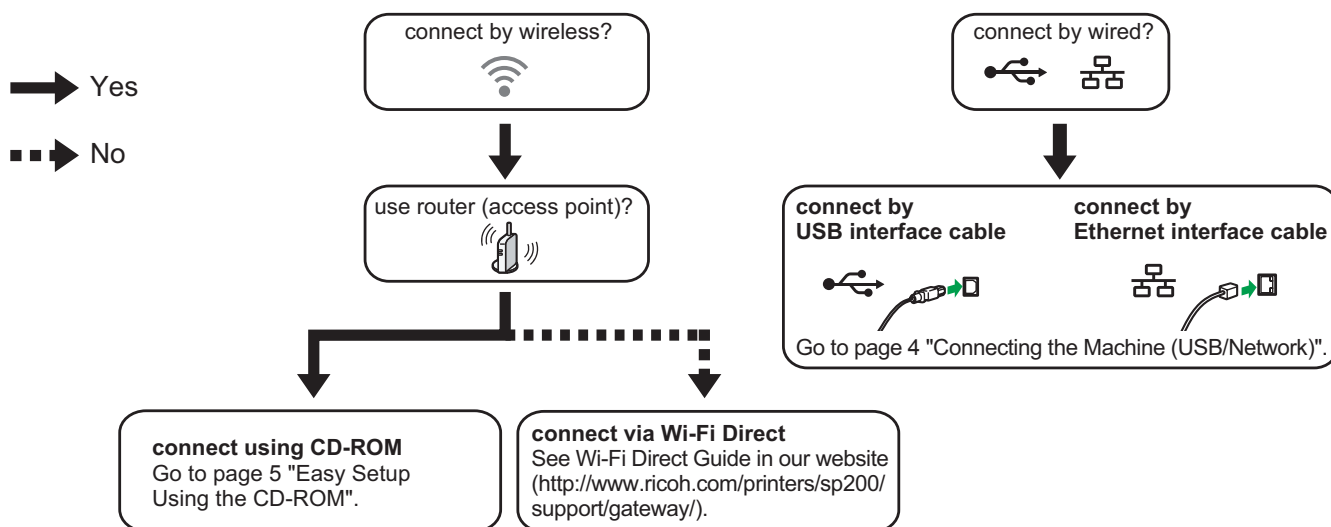 connect by wireless?
connect by wired?
Yes
No
use router (access point)?
connect by
USB interface cable
connect by
Ethernet interface cable
Go to page 4 "Connecting the Machine (USB/Network)".
connect using CD-ROM
Go to page 5 "Easy Setup
Using the CD-ROM".
connect via Wi-Fi Direct
See Wi-Fi Direct Guide in our website
(http://www.ricoh.com/printers/sp200/
support/gateway/).